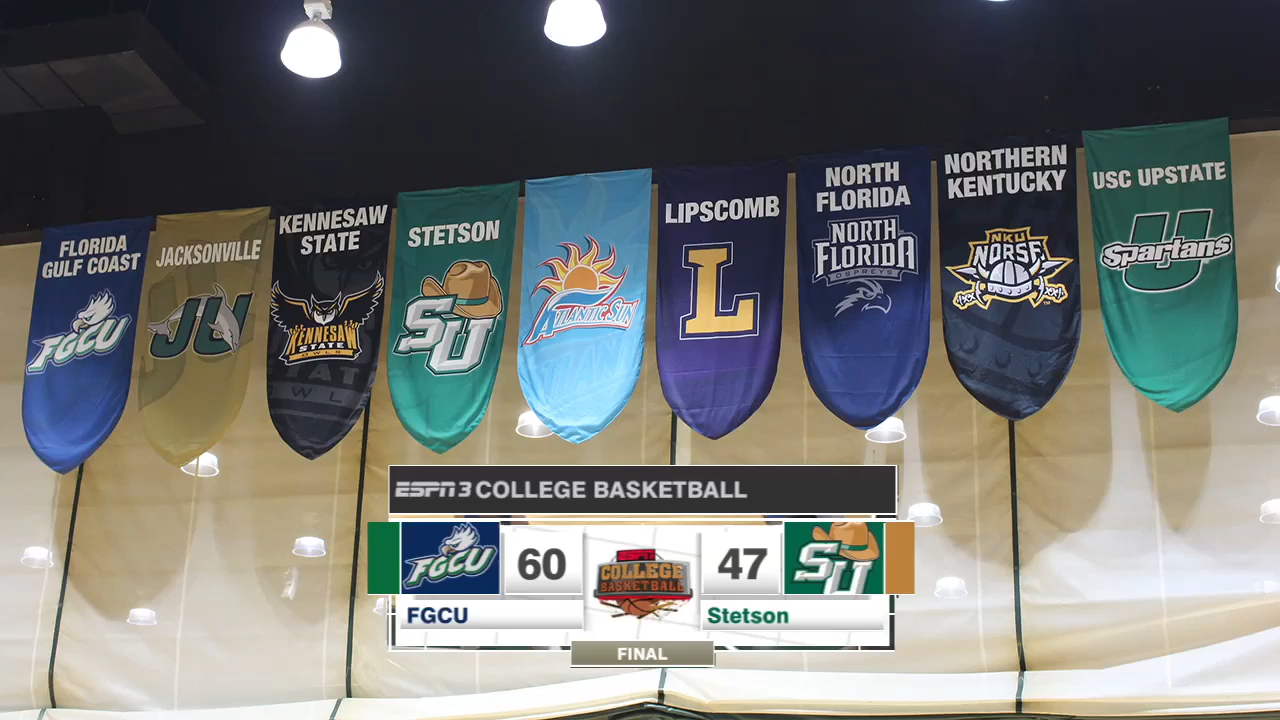 FLORIDA
GULF COAST
FGCU
JACKSONVILLE
JU
KENNESAW
STATE
KENNESAW
STATE
OWLS
STETSON
SU
ATLANTIC SUN
LIPSCOMB
L
NORTH
FLORIDA
NORTH
FLORIDA
OSPREYS
NORTHERN
KENTUCKY
NKU
NORSE
USC UPSTATE
U
Spartans
ESPN3 COLLEGE BASKETBALL
FGCU
60
ESPN
COLLEGE
BASKETBALL
47
SU
FGCU
Stetson
FINAL